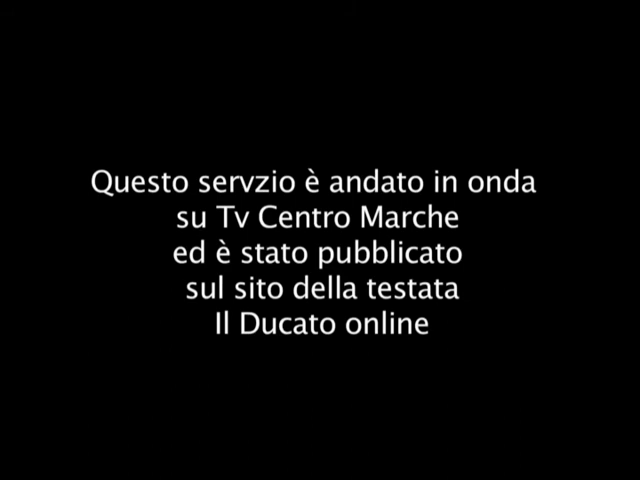 Questo servzio è andato in onda
su Tv Centro Marche
ed è stato pubblicato
sul sito della testata
Il Ducato online